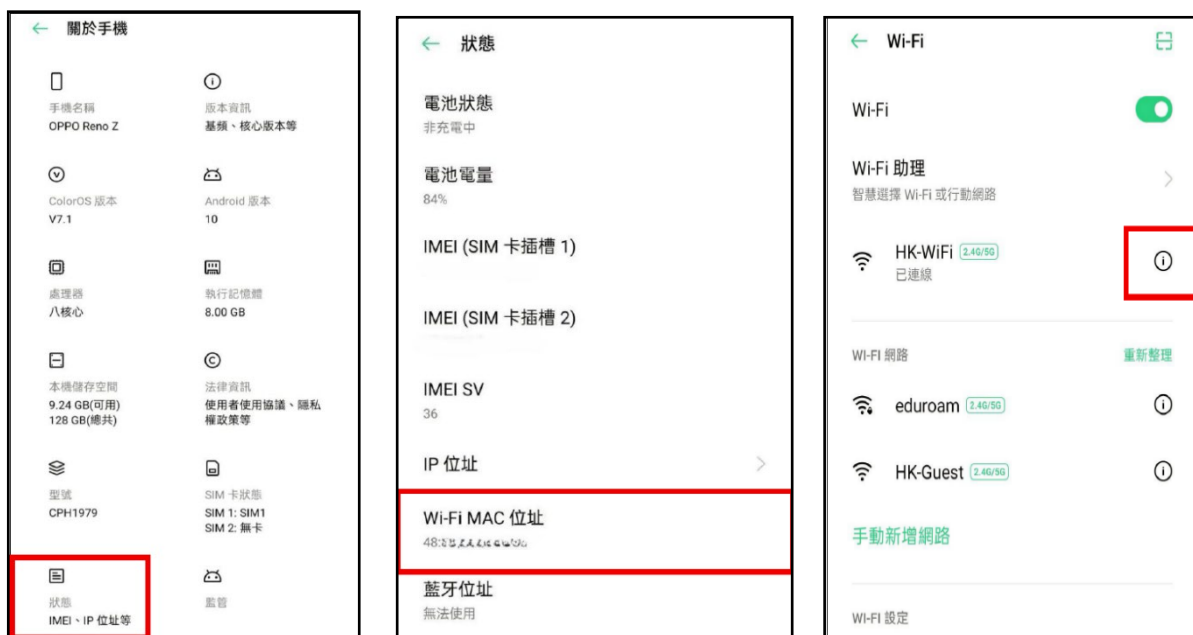 關於手機
手機名稱
OPPO Reno Z
版本資訊
基頻、核心版本等
ColorOS 版本
V7.1
Android 版本
10
處理器
八核心
執行記憶體
8.00 GB
本機儲存空間
9.24 GB(可用)
128 GB(總共)
法律資訊
使用者使用協議、隱私
權政策等
型號
CPH1979
SIM 卡狀態
SIM 1: SIM1
SIM 2: 無卡
狀態
IMEI、IP 位址等
監管
狀態
電池狀態
非充電中
電池電量
84%
IMEI (SIM 卡插槽 1)
IMEI (SIM 卡插槽 2)
IMEI SV
36
IP 位址
Wi-Fi MAC 位址
48:
藍牙位址
無法使用
Wi-Fi
Wi-Fi
Wi-Fi 助理
智慧選擇 Wi-Fi 或行動網路
HK-WiFi 2.4G/5G
已連線
WI-FI 網路
重新整理
eduroam 2.4G/5G
HK-Guest 2.4G/5G
手動新增網路
WI-FI 設定